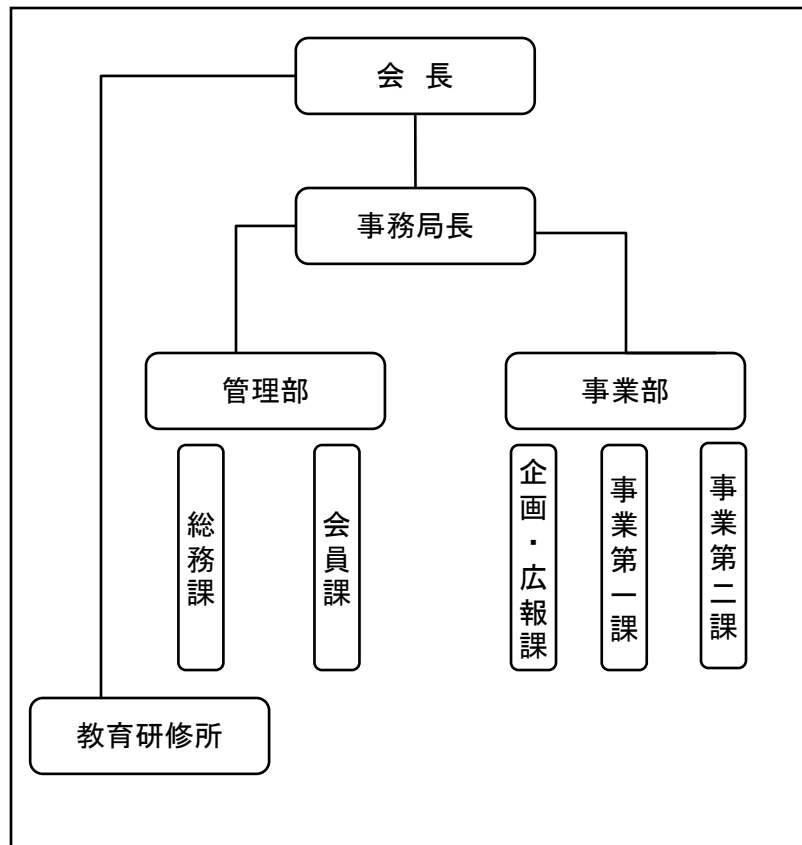 会 長
事務局長
管理部
事業部
総務課
会員課
企画・広報課
事業第一課
事業第二課
教育研修所